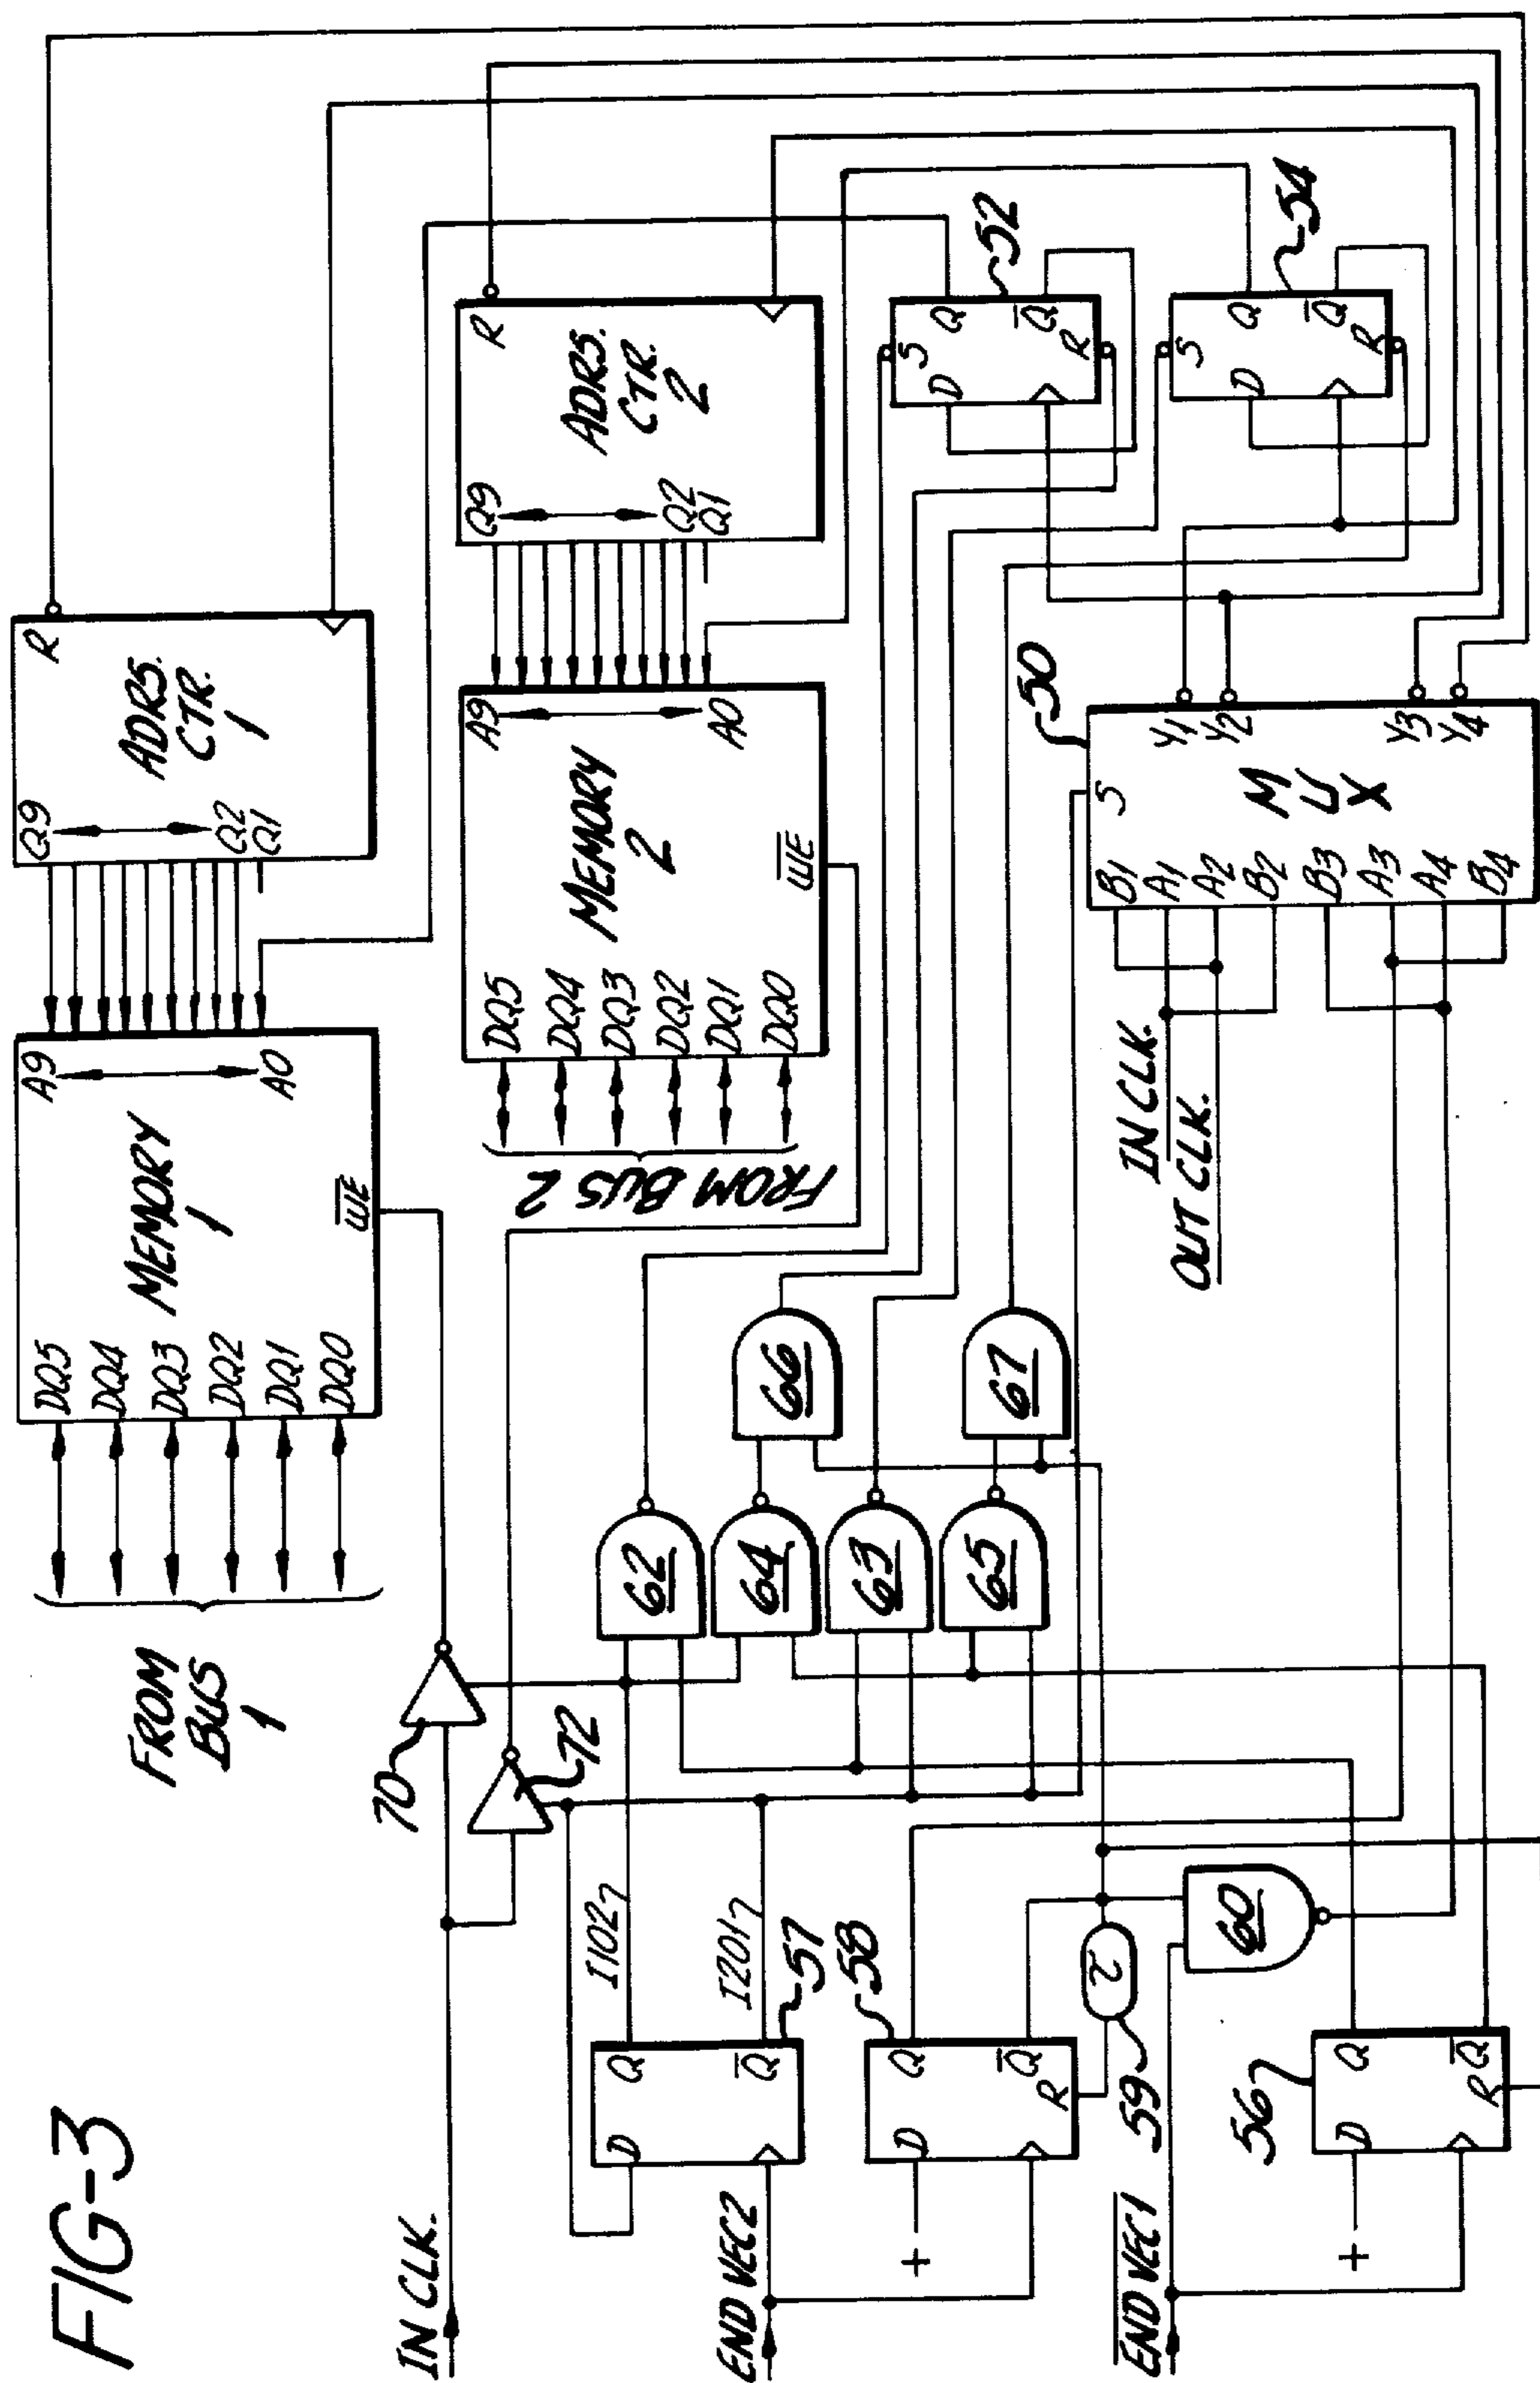 FIG-3
FROM
BUS
1
DQ5
DQ4
DQ3
DQ2
DQ1
DQ0
MEMORY
1
A9
A0
WE
Q9
Q2
Q1
ADRS.
CTR.
1
R
FROM BUS 2
DQ5
DQ4
DQ3
DQ2
DQ1
DQ0
MEMORY
2
A9
A0
WE
Q9
Q2
Q1
ADRS.
CTR.
2
R
IN CLK.
70
72
I102
I201
D
Q
Q
57
END VEC2
+
D
Q
Q
R
58
2
59
END VEC1
+
D
Q
Q
R
56
60
62
64
63
65
66
67
IN CLK.
OUT CLK.
B1
A1
A2
B2
B3
A3
A4
B4
S
MUX
Y1
Y2
Y3
Y4
50
S
D
Q
Q
R
52
S
D
Q
Q
R
54